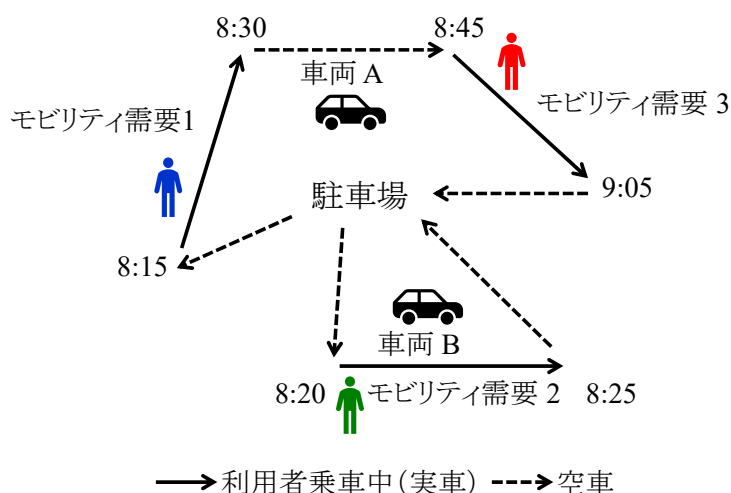 8:30
8:45
車両 A
モビリティ需要1
モビリティ需要 3
駐車場
9:05
8:15
車両 B
8:20
モビリティ需要 2
8:25
利用者乗車中(実車)
空車